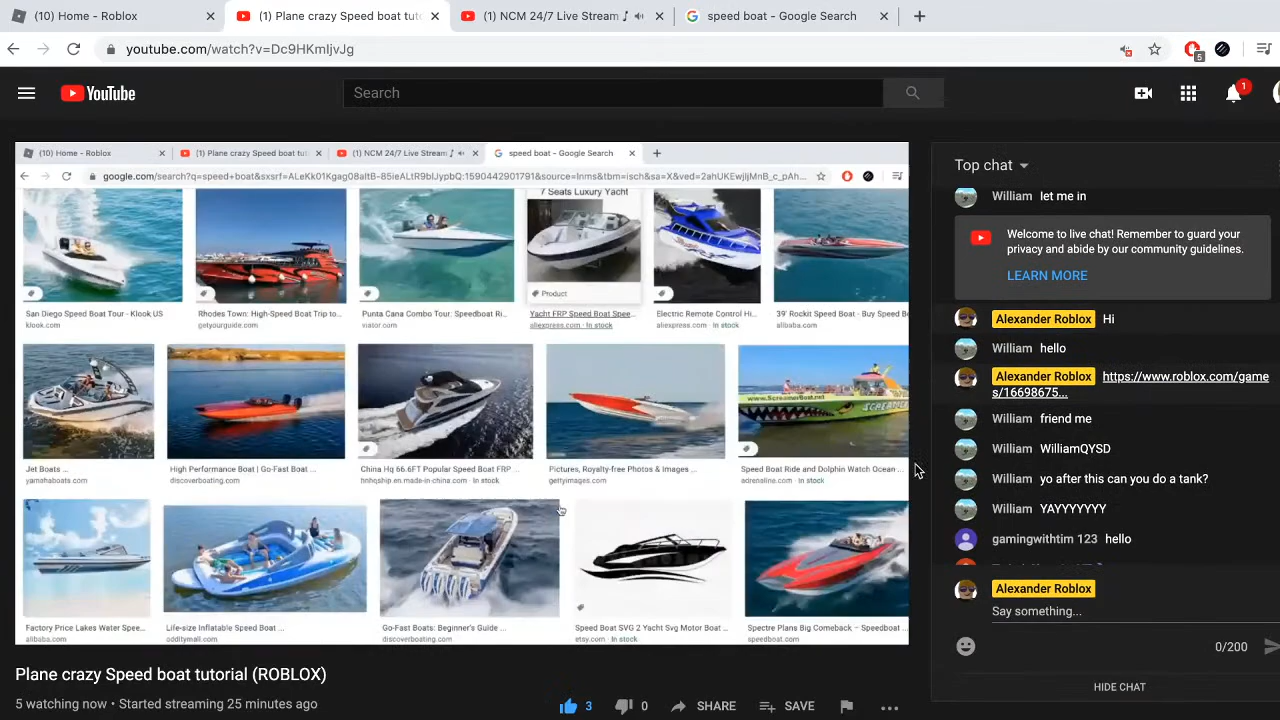 (10) Home - Roblox
(1) Plane crazy Speed boat tut
(1) NCM 24/7 Live Stream
speed boat - Google Search
youtube.com/watch?v=Dc9HKmIjvJg
5
YouTube
Search
1
(10) Home - Roblox
(1) Plane crazy Speed boat tut
(1) NCM 24/7 Live Stream
speed boat - Google Search
Top chat
William let me in
7 Seats Luxury Yacht
Welcome to live chat! Remember to guard your
privacy and abide by our community guidelines.
LEARN MORE
Product
San Diego Speed Boat Tour - Klook US
Rhodes Town: High-Speed Boat Trip to...
Punta Cana Combo Tour: Speedboat Ri...
Yacht FRP Speed Boat Spee...
Electric Remote Control Hi...
39' Rockit Speed Boat - Buy Speed Bo
klook.com
getyourguide.com
viator.com
aliexpress.com · In stock
aliexpress.com · In stock
alibaba.com
Alexander Roblox Hi
William hello
Alexander Roblox https://www.roblox.com/game
s/16698675...
www.ScreamerBoat.net
William friend me
William WilliamQYSD
Jet Boats ...
High Performance Boat | Go-Fast Boat ...
China Hq 66.6FT Popular Speed Boat FRP ...
Pictures, Royalty-free Photos & Images ...
Speed Boat Ride and Dolphin Watch Ocean ...
yamahaboats.com
discoverboating.com
hnhqship.en.made-in-china.com · In stock
gettyimages.com
adrenaline.com · In stock
William yo after this can you do a tank?
William YAYYYYYYY
gamingwithtim 123 hello
Alexander Roblox
Say something...
Factory Price Lakes Water Spee...
Life-size Inflatable Speed Boat ...
Go-Fast Boats: Beginner's Guide ...
Speed Boat SVG 2 Yacht Svg Motor Boat ...
Spectre Plans Big Comeback – Speedboat ...
alibaba.com
odditymall.com
discoverboating.com
etsy.com · In stock
speedboat.com
0/200
Plane crazy Speed boat tutorial (ROBLOX)
HIDE CHAT
5 watching now • Started streaming 25 minutes ago
3
0
SHARE
SAVE